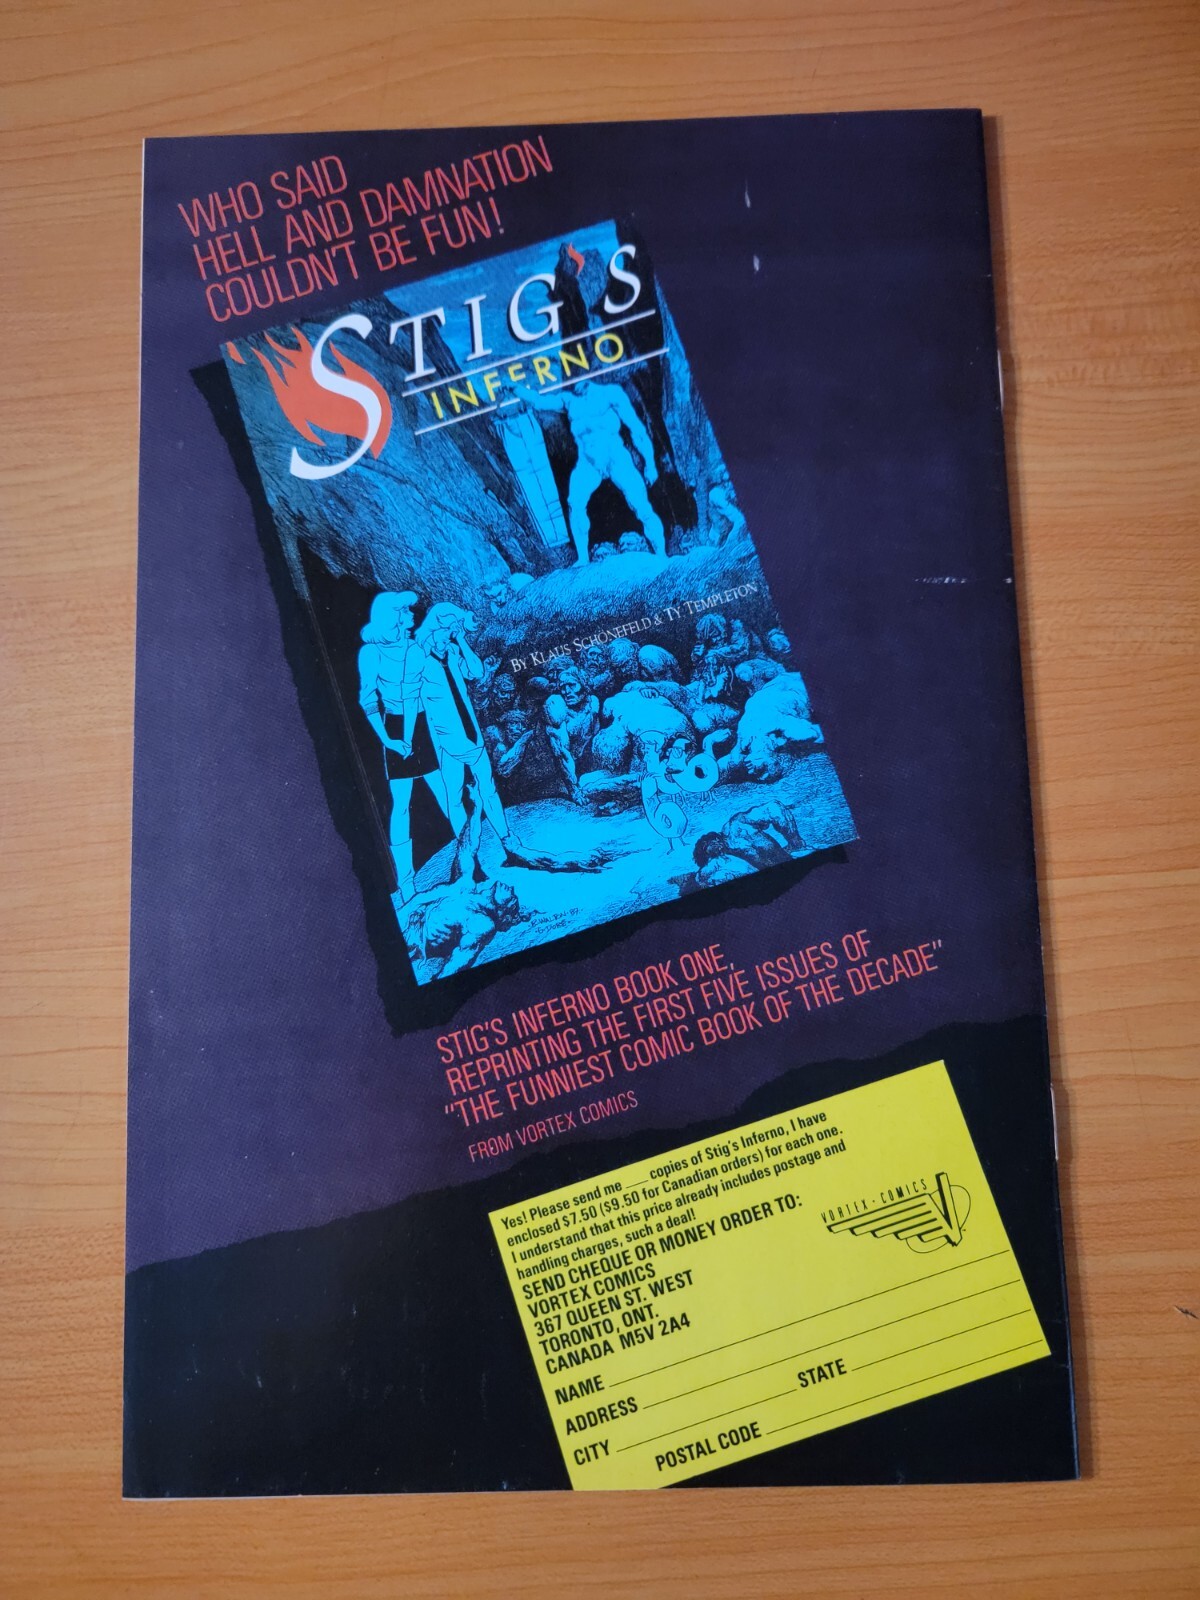 WHO SAID
HELL AND DAMNATION
COULDN'T BE FUN!
STIG'S
INFERNO
BY KLAUS SCHÖNEFELD & TY TEMPLETON
STIG'S INFERNO BOOK ONE,
REPRINTING THE FIRST FIVE ISSUES OF
"THE FUNNIEST COMIC BOOK OF THE DECADE"
FROM VORTEX COMICS
Yes! Please send me ___ copies of Stig's Inferno, I have
enclosed $7.50 ($9.50 for Canadian orders) for each one.
I understand that this price already includes postage and
handling charges, such a deal!
SEND CHEQUE OR MONEY ORDER TO:
VORTEX COMICS
367 QUEEN ST. WEST
TORONTO, ONT.
CANADA M5V 2A4
VORTEX·COMICS
NAME
ADDRESS
CITY
STATE
POSTAL CODE